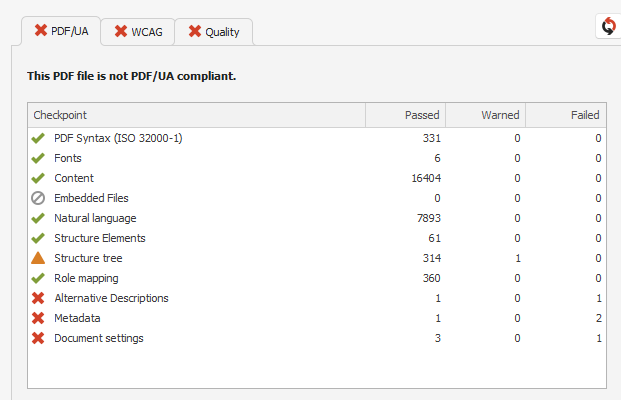 PDF/UA WCAG Quality
This PDF file is not PDF/UA compliant.
Checkpoint Passed Warned Failed
PDF Syntax (ISO 32000-1) 331 0 0
Fonts 6 0 0
Content 16404 0 0
Embedded Files 0 0 0
Natural language 7893 0 0
Structure Elements 61 0 0
Structure tree 314 1 0
Role mapping 360 0 0
Alternative Descriptions 1 0 1
Metadata 1 0 2
Document settings 3 0 1